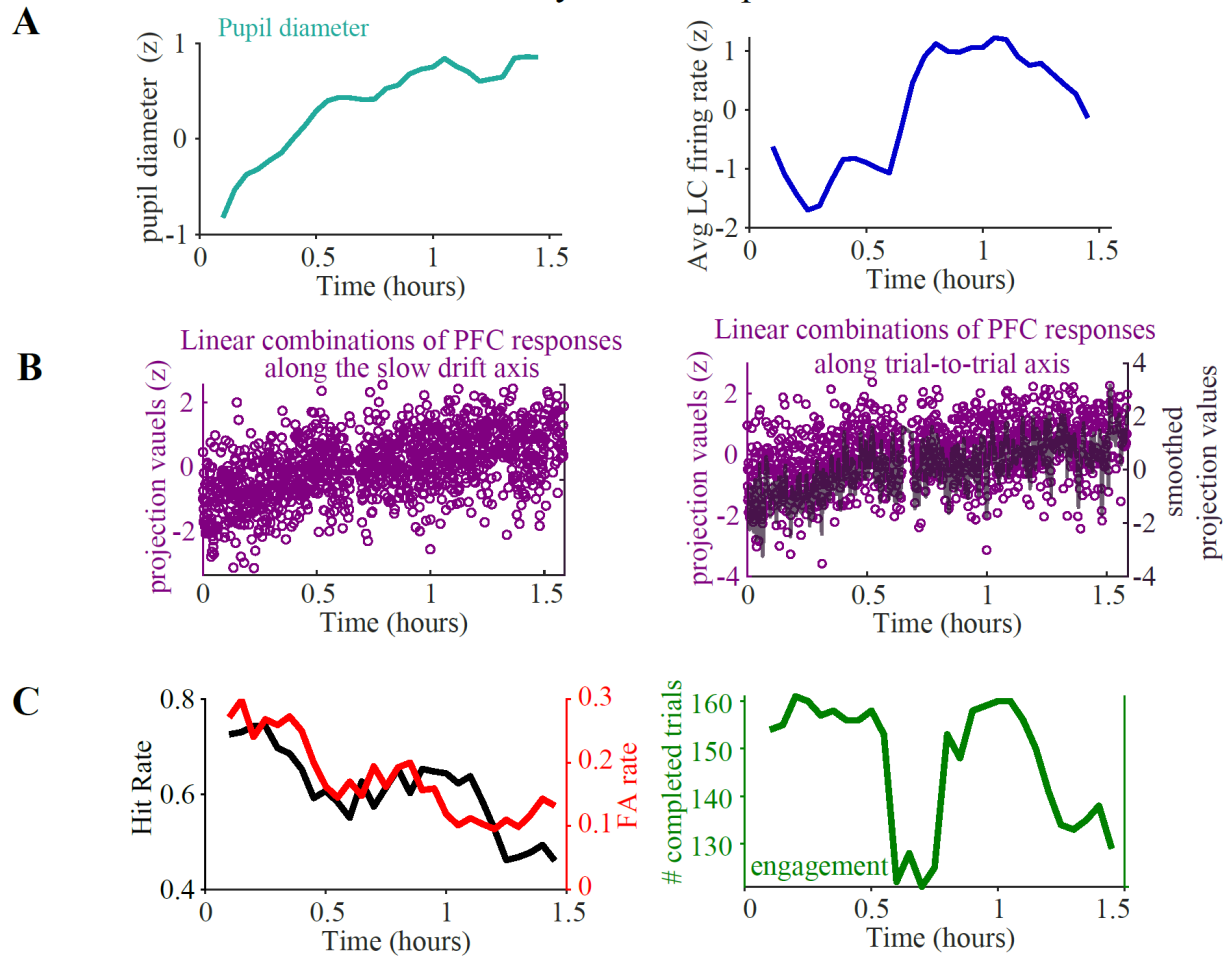 A
Pupil diameter
pupil diameter (z)
1
0
-1
0
0.5
1
1.5
Time (hours)
Avg LC firing rate (z)
1
0
-1
-2
0
0.5
1
1.5
Time (hours)
B
Linear combinations of PFC responses
along the slow drift axis
projection vauels (z)
2
0
-2
0
0.5
1
1.5
Time (hours)
Linear combinations of PFC responses
along trial-to-trial axis
projection vauels (z)
2
0
-2
-4
4
2
0
-2
-4
smoothed
projection values
0
0.5
1
1.5
Time (hours)
C
Hit Rate
0.8
0.6
0.4
0.3
0.2
0.1
0
FA rate
0
0.5
1
1.5
Time (hours)
# completed trials
160
150
140
130
engagement
0
0.5
1
1.5
Time (hours)